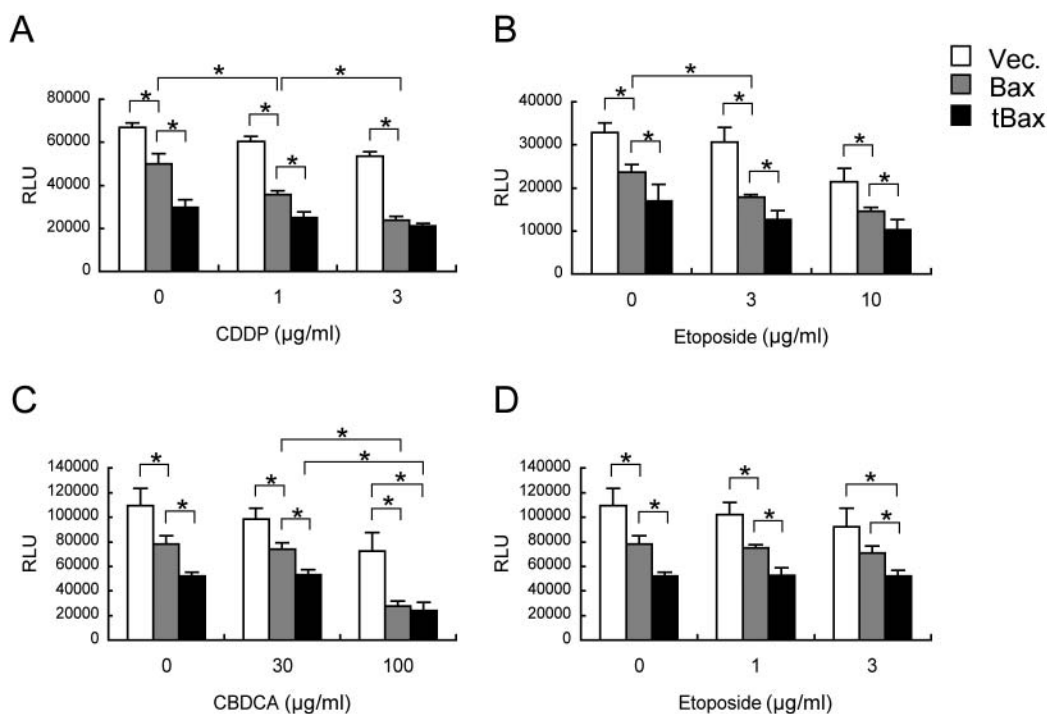 A
B
Vec.
Bax
tBax
* *
* * * * *
80000
60000
40000
20000
0
RLU
0 1 3
CDDP (µg/ml)
*
* * * * * *
40000
30000
20000
10000
0
RLU
0 3 10
Etoposide (µg/ml)
C
D
*
*
* * * * * *
140000
120000
100000
80000
60000
40000
20000
0
RLU
0 30 100
CBDCA (µg/ml)
* * * * * *
140000
120000
100000
80000
60000
40000
20000
0
RLU
0 1 3
Etoposide (µg/ml)